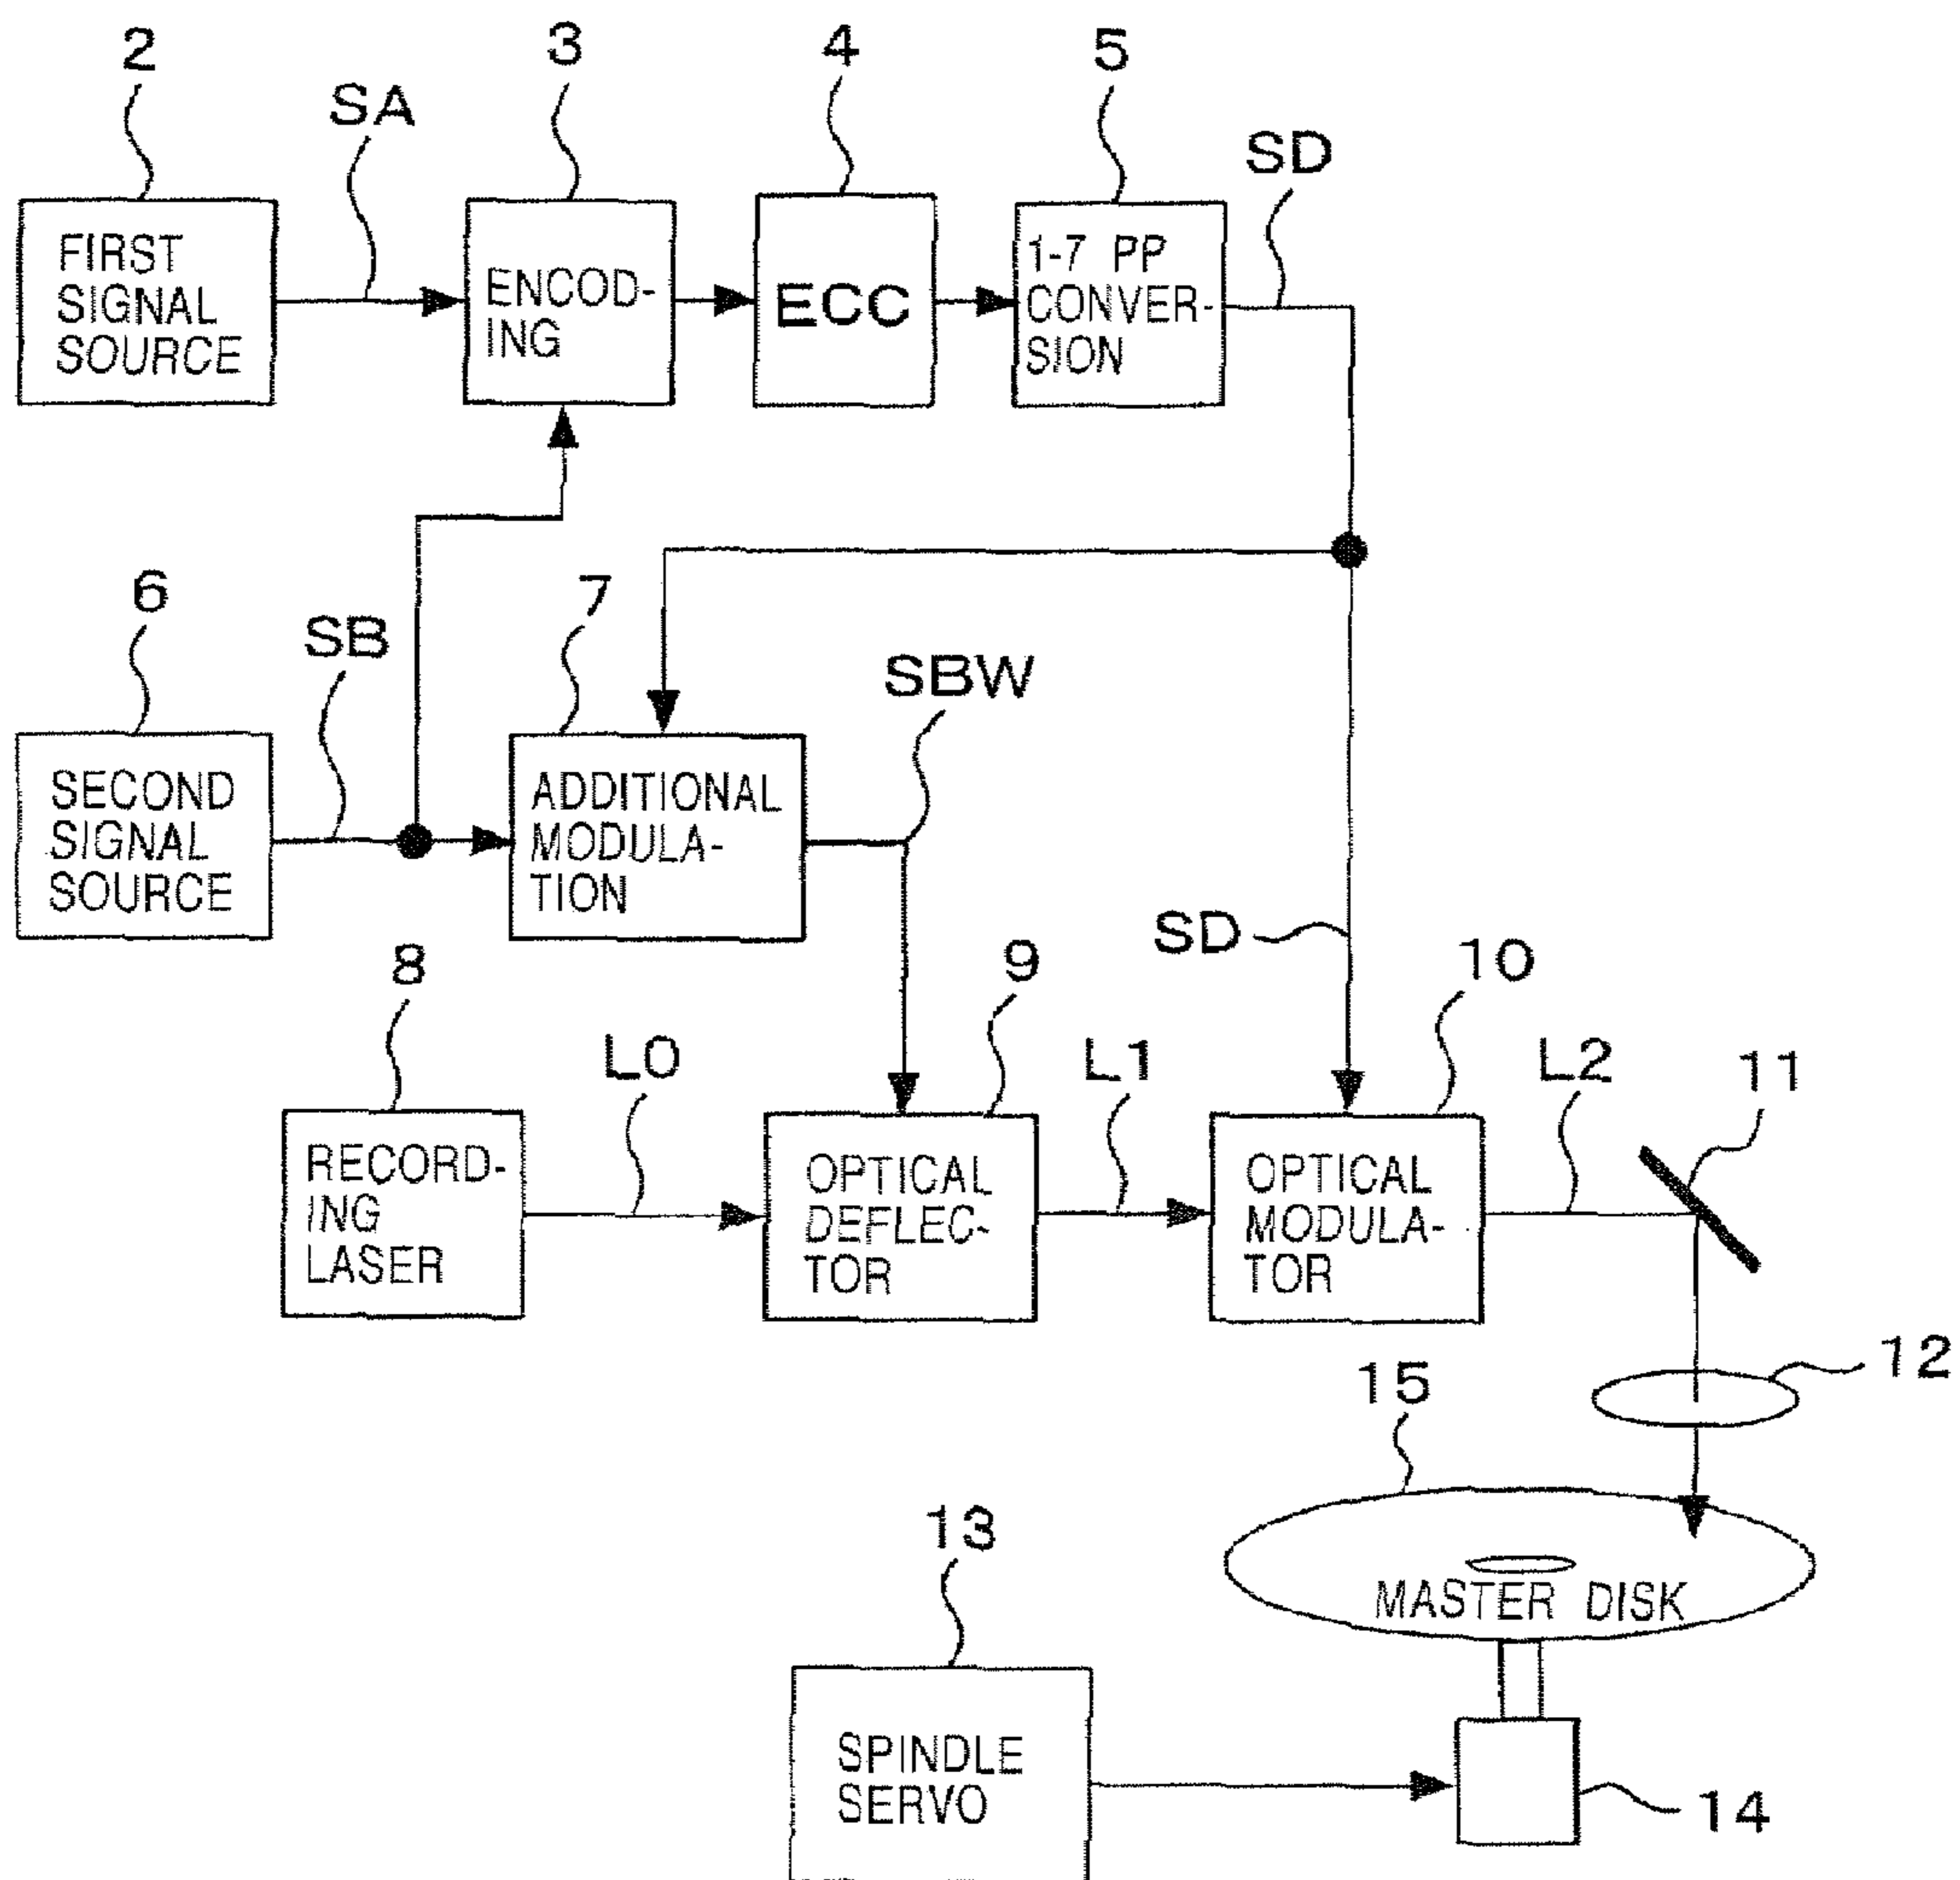 2
3
4
5
SA
SD
FIRST
SIGNAL
SOURCE
ENCOD-
ING
ECC
1-7 PP
CONVER-
SION
6
SB
7
SBW
SECOND
SIGNAL
SOURCE
ADDITIONAL
MODULA-
TION
SD
8
9
10
L0
L1
L2
11
RECORD-
ING
LASER
OPTICAL
DEFLEC-
TOR
OPTICAL
MODULA-
TOR
12
15
13
MASTER DISK
SPINDLE
SERVO
14